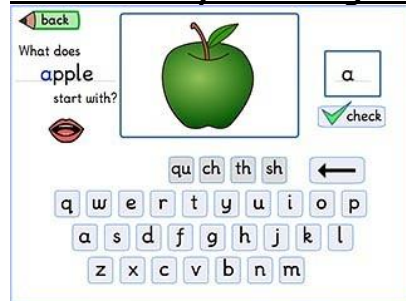 back
What does
apple
start with?
a
check
qu ch th sh
q w e r t y u i o p
a s d f g h j k l
z x c v b n m